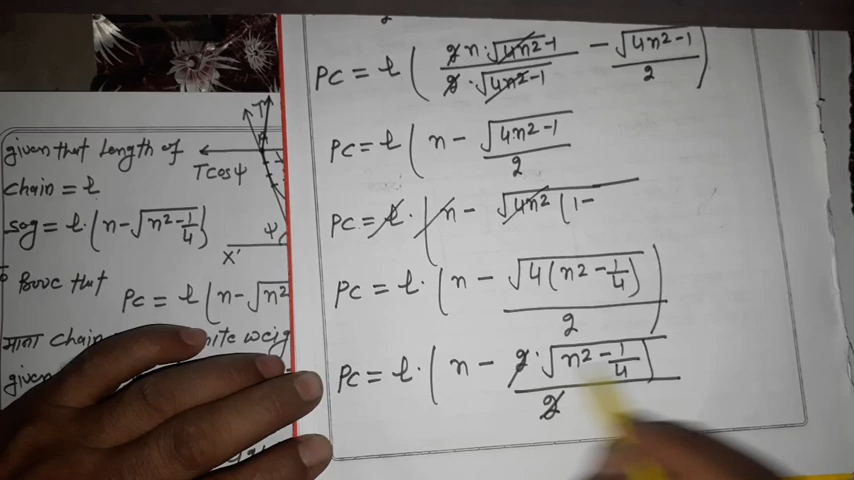 given that Length of
Chain = l
sag = l·(n-√(n²-1/4))
Prove that
PC = l(n-√n²
माना Chain
given
T
Tcosψ
ψ
X'
PC = l(2n·√4n²-1/2·√4n²-1 - √4n²-1/2)
PC = l(n - √4n²-1/2
PC = l·(n - √4n²(1-
PC = l·(n - √4(n²-1/4)/2)
PC = l·(n - 2·√(n²-1/4)/2